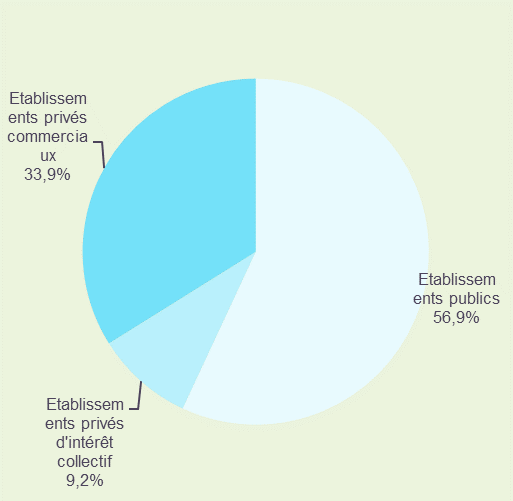 Etablissem
ents privés
commercia
ux
33,9%
Etablissem
ents publics
56,9%
Etablissem
ents privés
d'intérêt
collectif
9,2%